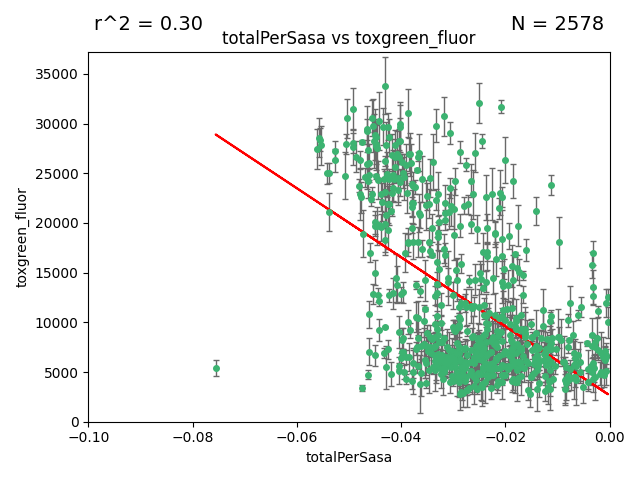 r^2 = 0.30
N = 2578
totalPerSasa vs toxgreen_fluor
35000
30000
25000
20000
15000
10000
5000
0
toxgreen_fluor
−0.10
−0.08
−0.06
−0.04
−0.02
0.00
totalPerSasa